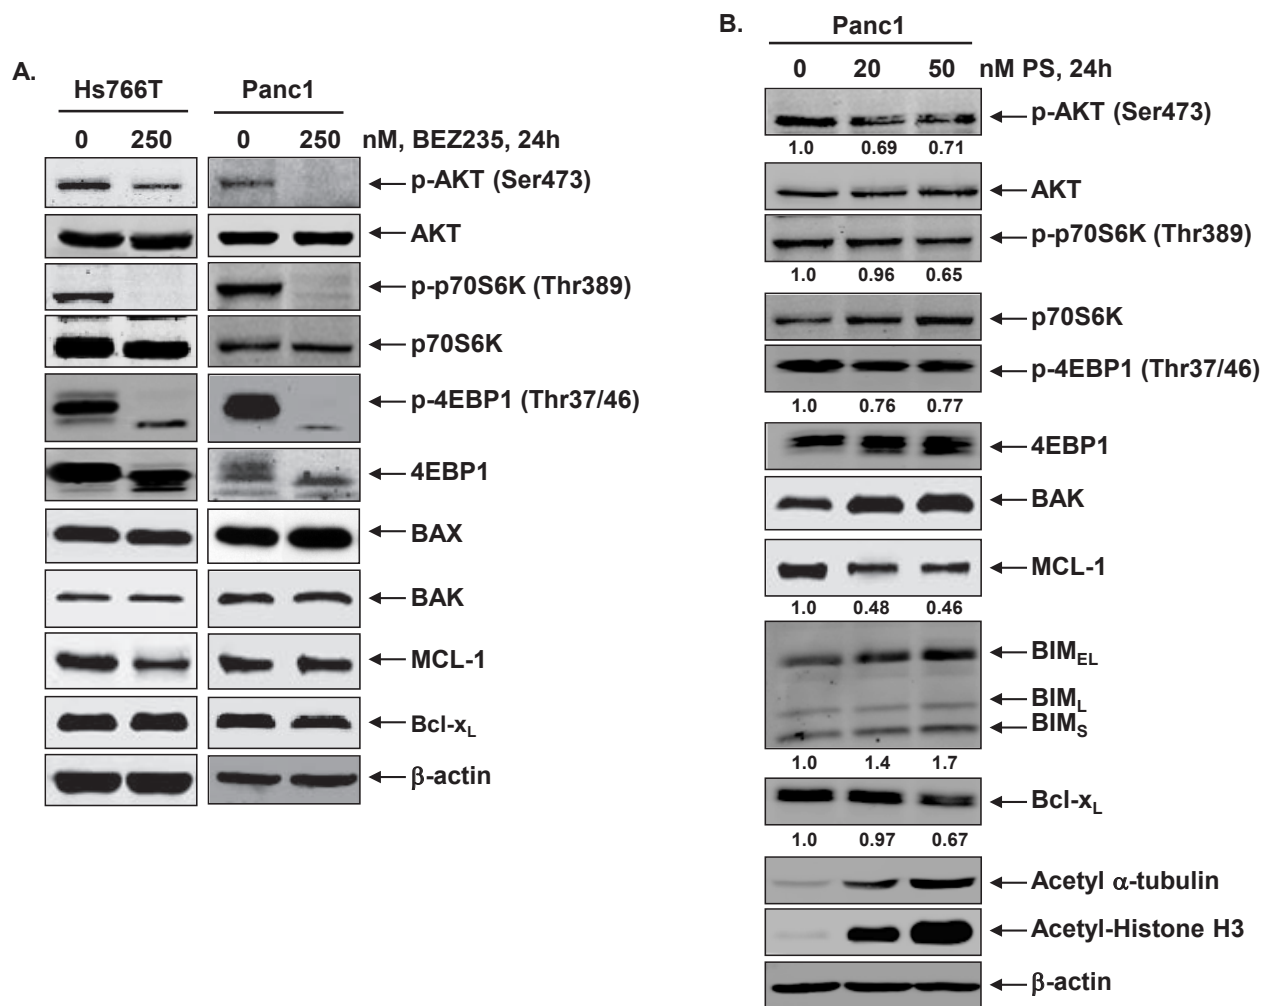 A.
Hs766T Panc1
0 250 0 250 nM, BEZ235, 24h
p-AKT (Ser473)
AKT
p-p70S6K (Thr389)
p70S6K
p-4EBP1 (Thr37/46)
4EBP1
BAX
BAK
MCL-1
Bcl-xL
β-actin
B.
Panc1
0 20 50 nM PS, 24h
p-AKT (Ser473)
1.0 0.69 0.71
AKT
p-p70S6K (Thr389)
1.0 0.96 0.65
p70S6K
p-4EBP1 (Thr37/46)
1.0 0.76 0.77
4EBP1
BAK
MCL-1
1.0 0.48 0.46
BIMEL
BIML
BIMS
1.0 1.4 1.7
Bcl-xL
1.0 0.97 0.67
Acetyl α-tubulin
Acetyl-Histone H3
β-actin